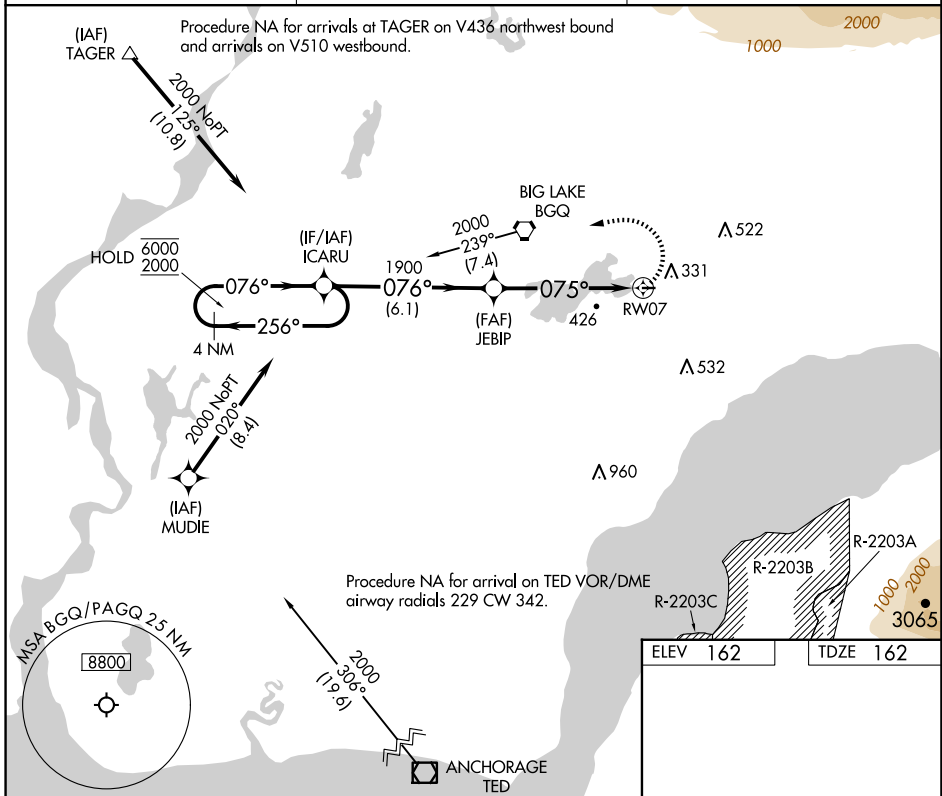 Procedure NA for arrivals at TAGER on V436 northwest bound
and arrivals on V510 westbound.
2000
1000
(IAF)
TAGER
2000 NoPT
125°
(10.8)
BIG LAKE
BGQ
2000
239°
(7.4)
522
HOLD
6000
2000
(IF/IAF)
ICARU
331
076°
1900
076°
(6.1)
075°
RW07
256°
4 NM
(FAF)
JEBIP
426
532
2000 NoPT
020°
(8.4)
960
(IAF)
MUDIE
R-2203A
R-2203B
Procedure NA for arrival on TED VOR/DME
airway radials 229 CW 342.
R-2203C
1000
2000
3065
MSA BGQ/PAGQ 25 NM
8800
2000
306°
(19.6)
ELEV 162
TDZE 162
ANCHORAGE
TED